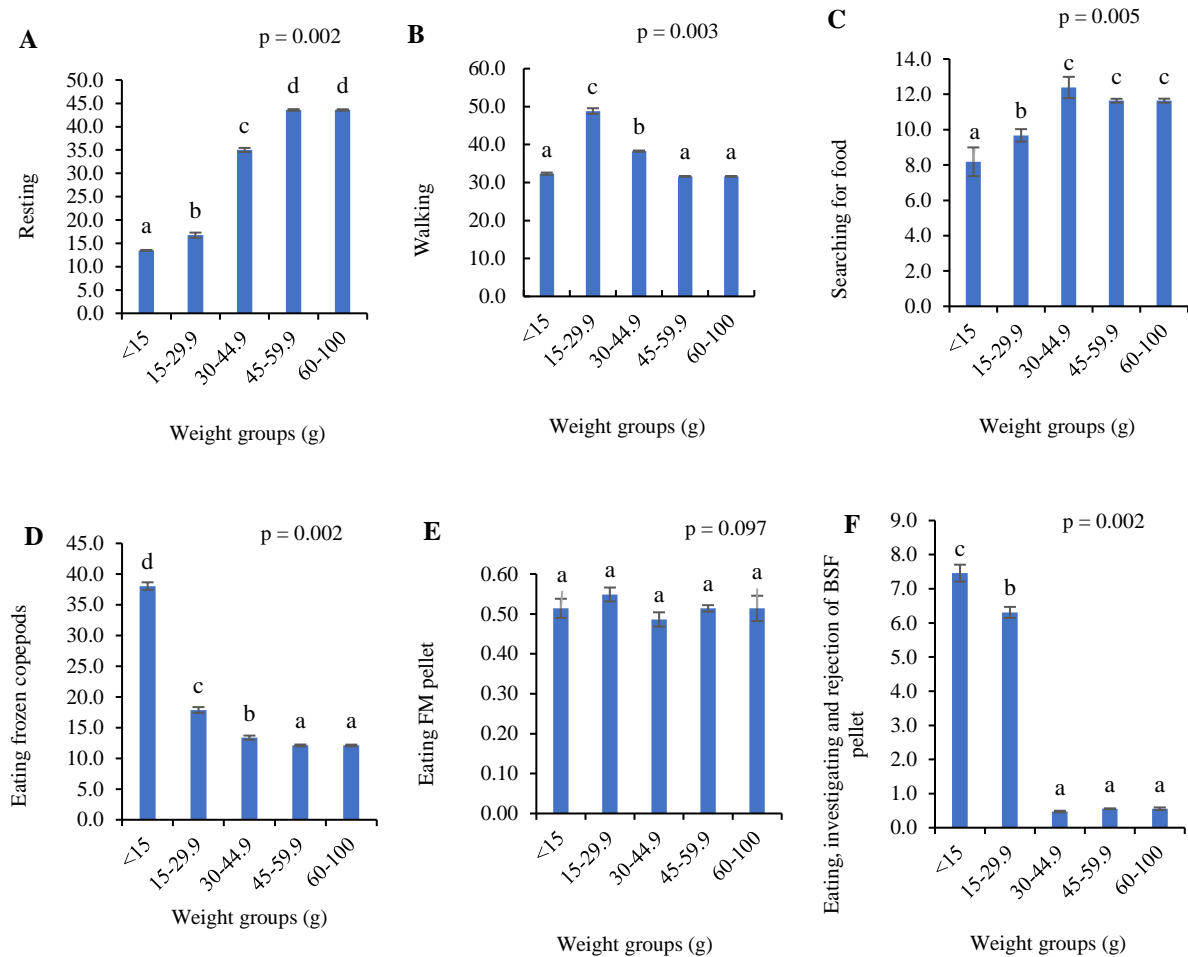 A
p = 0.002
Resting
50.0
45.0
40.0
35.0
30.0
25.0
20.0
15.0
10.0
5.0
0.0
a
b
c
d
d
<15
15-29.9
30-44.9
45-59.9
60-100
Weight groups (g)
B
p = 0.003
Walking
60.0
50.0
40.0
30.0
20.0
10.0
0.0
a
c
b
a
a
<15
15-29.9
30-44.9
45-59.9
60-100
Weight groups (g)
C
p = 0.005
Searching for food
14.0
12.0
10.0
8.0
6.0
4.0
2.0
0.0
a
b
c
c
c
<15
15-29.9
30-44.9
45-59.9
60-100
Weight groups (g)
D
p = 0.002
Eating frozen copepods
45.0
40.0
35.0
30.0
25.0
20.0
15.0
10.0
5.0
0.0
d
c
b
a
a
<15
15-29.9
30-44.9
45-59.9
60-100
Weight groups (g)
E
p = 0.097
Eating FM pellet
0.60
0.50
0.40
0.30
0.20
0.10
0.00
a
a
a
a
a
<15
15-29.9
30-44.9
45-59.9
60-100
Weight groups (g)
F
p = 0.002
Eating, investigating and rejection of BSF
pellet
9.0
8.0
7.0
6.0
5.0
4.0
3.0
2.0
1.0
0.0
c
b
a
a
a
<15
15-29.9
30-44.9
45-59.9
60-100
Weight groups (g)